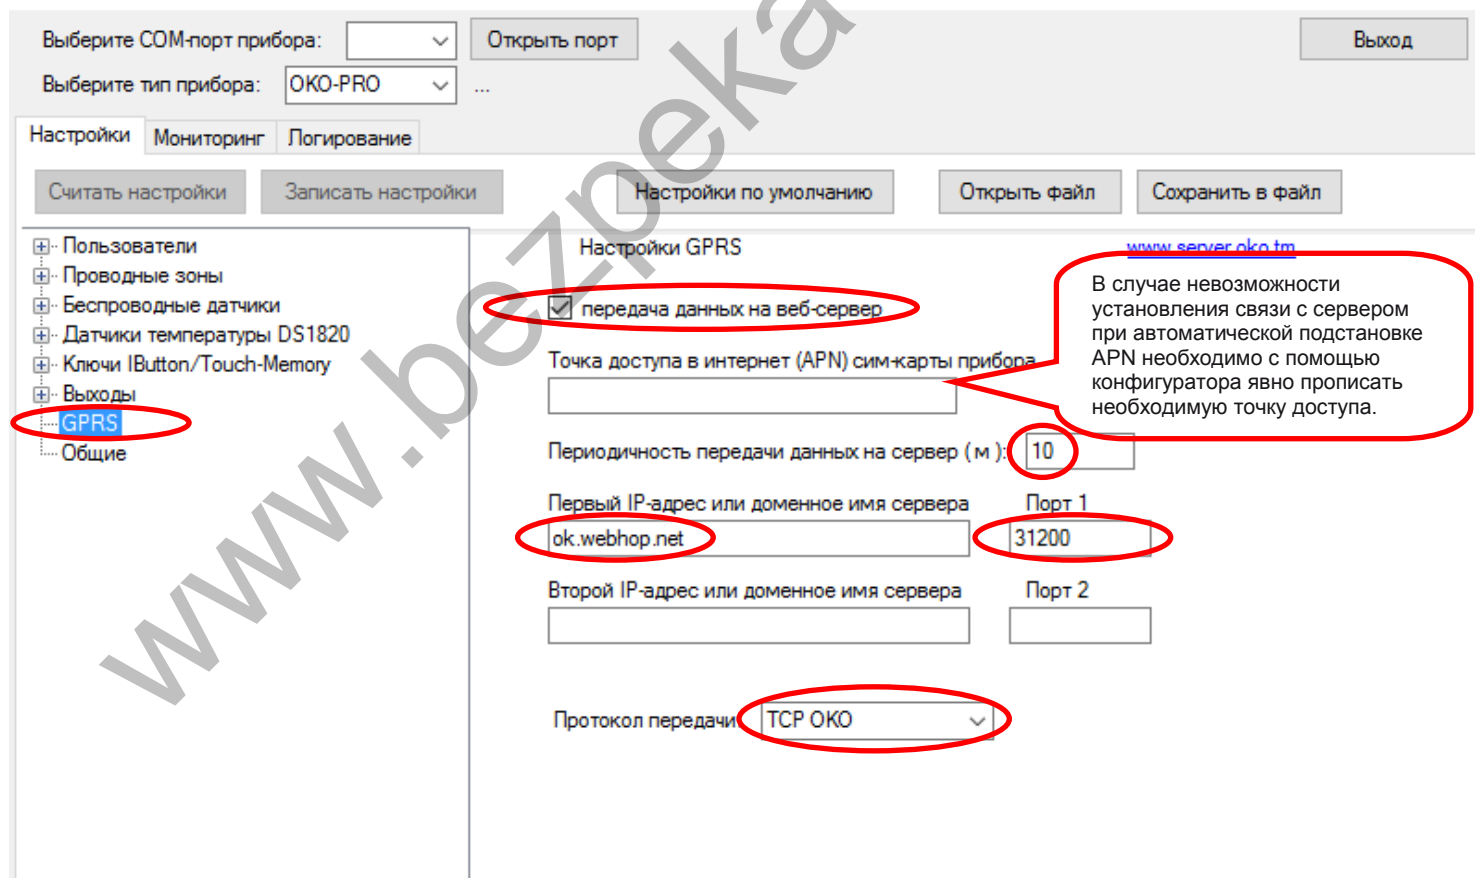 Выберите COM-порт прибора:
Открыть порт
Выход
Выберите тип прибора:
OKO-PRO
...
Настройки
Мониторинг
Логирование
Считать настройки
Записать настройки
Настройки по умолчанию
Открыть файл
Сохранить в файл
Пользователи
Проводные зоны
Беспроводные датчики
Датчики температуры DS1820
Ключи IButton/Touch-Memory
Выходы
GPRS
Общие
Настройки GPRS
www.server.oko.tm
передача данных на веб-сервер
Точка доступа в интернет (APN) сим-карты прибора
В случае невозможности
установления связи с сервером
при автоматической подстановке
APN необходимо с помощью
конфигуратора явно прописать
необходимую точку доступа.
Периодичность передачи данных на сервер ( м ):
10
Первый IP-адрес или доменное имя сервера
Порт 1
ok.webhop.net
31200
Второй IP-адрес или доменное имя сервера
Порт 2
Протокол передачи:
TCP OKO
www.bezpeka